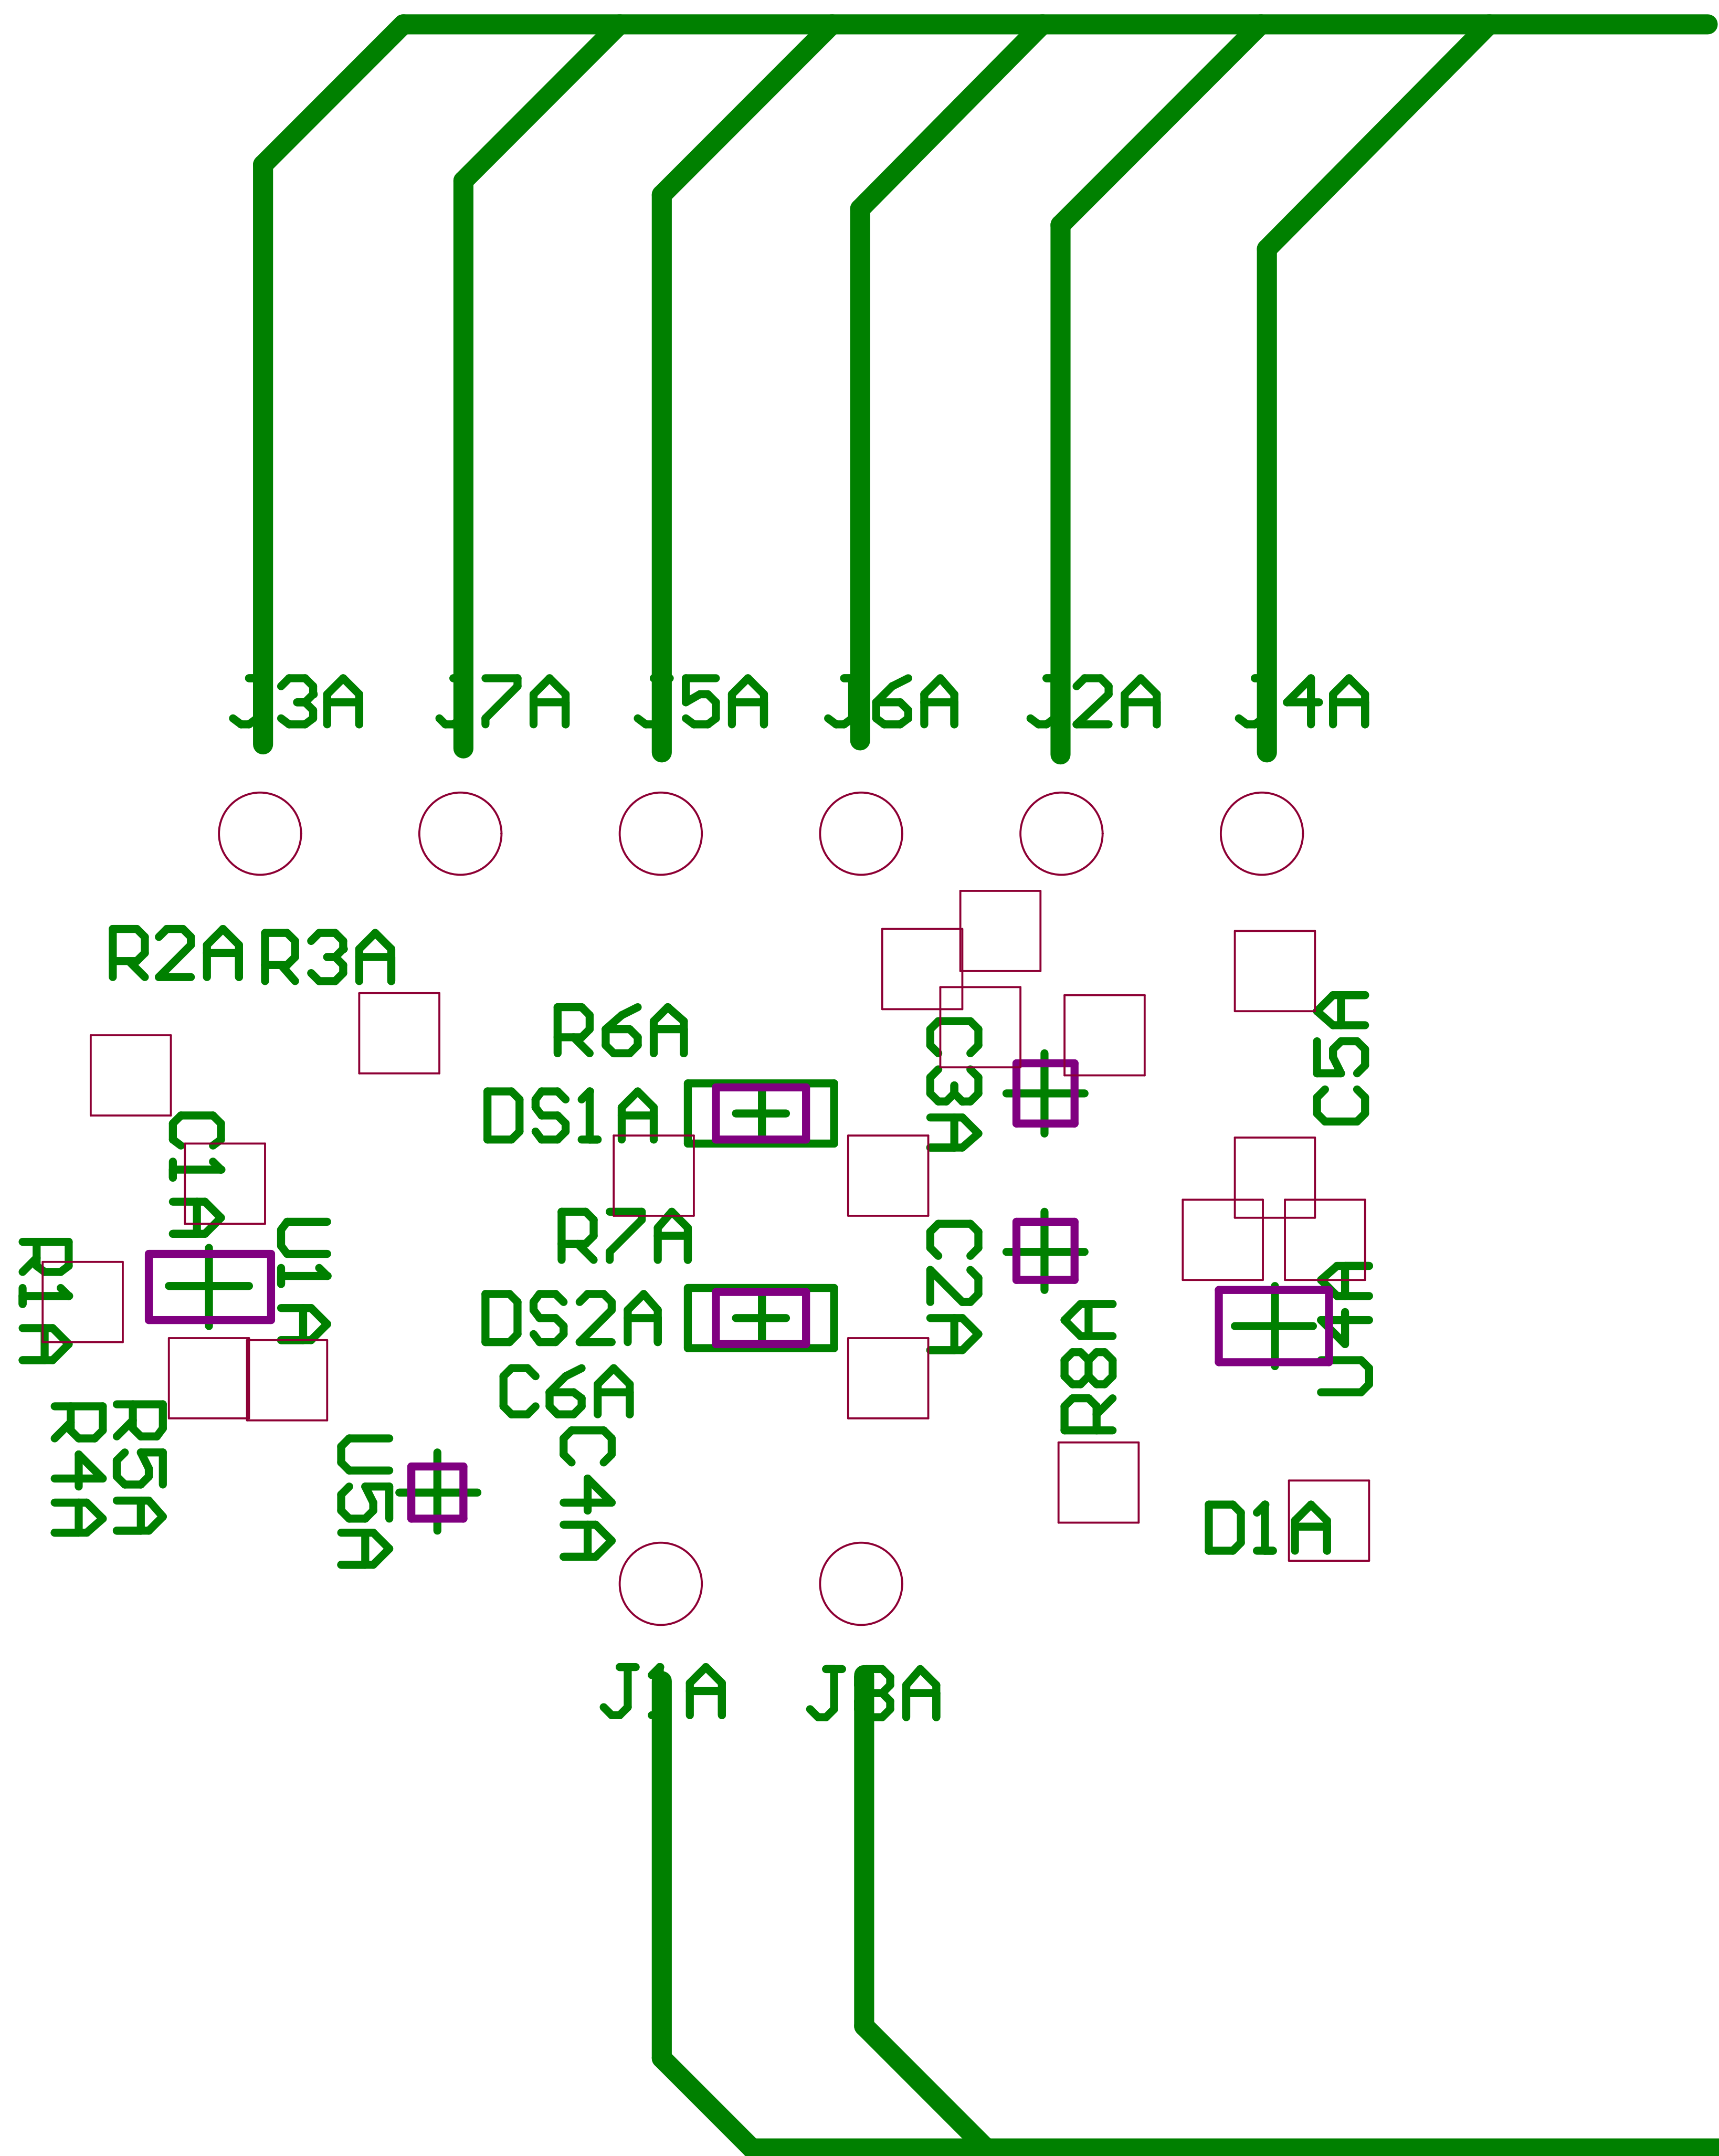 J3A J7A J5A J6A J2A J4A
R2A R3A
R6A
C3A
C5A
DS1A
C1A
U1A
R7A
C2A
R1A
DS2A
U4A
R8A
C6A
R4A R5A
U5A
C4A
D1A
J1A J8A